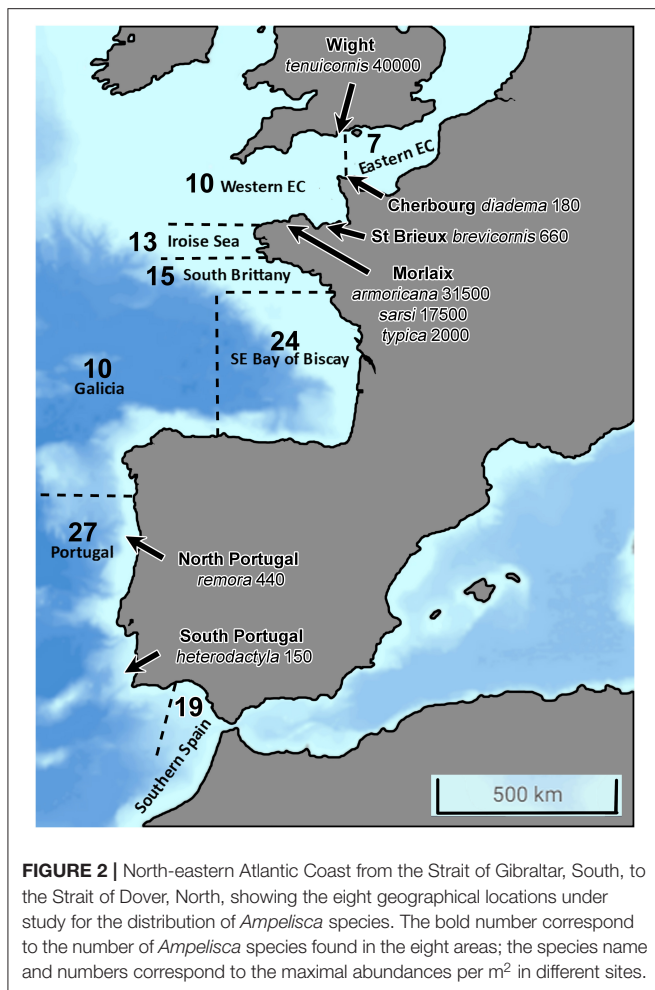 Wight
tenuicornis 40000
7
Eastern EC
10 Western EC
Cherbourg diadema 180
St Brieux brevicornis 660
13 Iroise Sea
15 South Brittany
Morlaix
armoricana 31500
sarsi 17500
typica 2000
24
SE Bay of Biscay
10
Galicia
27
Portugal
North Portugal
remora 440
South Portugal
heterodactyla 150
19
Southern Spain
500 km
FIGURE 2 | North-eastern Atlantic Coast from the Strait of Gibraltar, South, to
the Strait of Dover, North, showing the eight geographical locations under
study for the distribution of Ampelisca species. The bold number correspond
to the number of Ampelisca species found in the eight areas; the species name
and numbers correspond to the maximal abundances per m² in different sites.